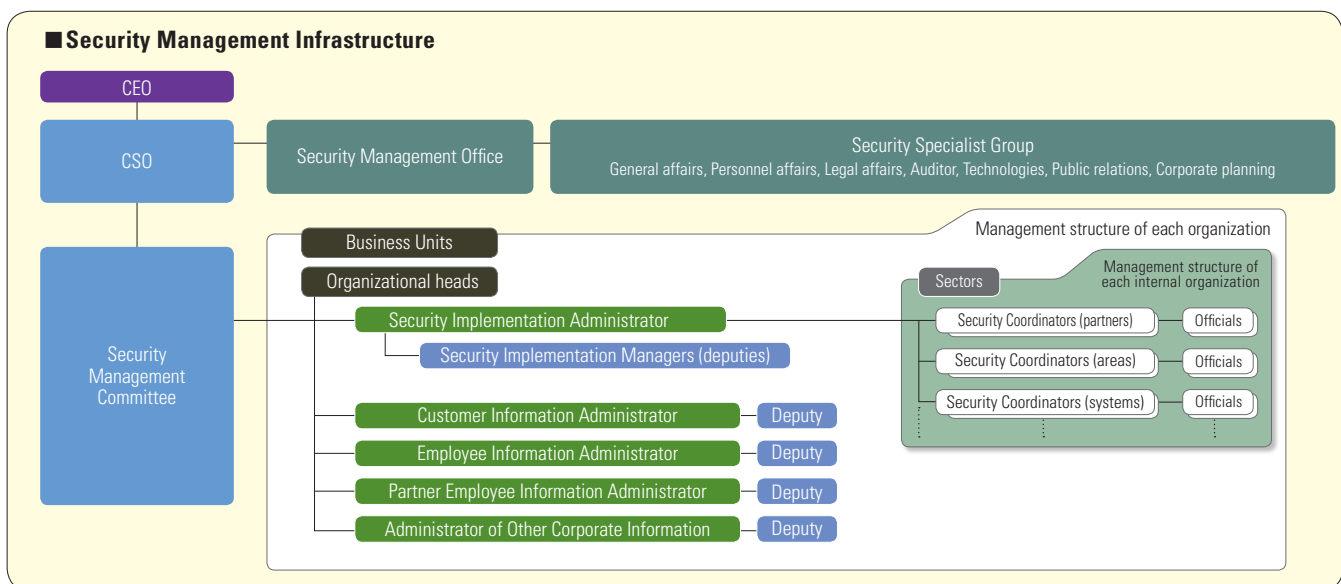 ■Security Management Infrastructure
CEO
CSO
Security Management Office
Security Specialist Group
General affairs, Personnel affairs, Legal affairs, Auditor, Technologies, Public relations, Corporate planning
Security
Management
Committee
Management structure of each organization
Business Units
Organizational heads
Security Implementation Administrator
Security Implementation Managers (deputies)
Customer Information Administrator
Deputy
Employee Information Administrator
Deputy
Partner Employee Information Administrator
Deputy
Administrator of Other Corporate Information
Deputy
Management structure of
each internal organization
Sectors
Security Coordinators (partners)
Officials
Security Coordinators (areas)
Officials
Security Coordinators (systems)
Officials